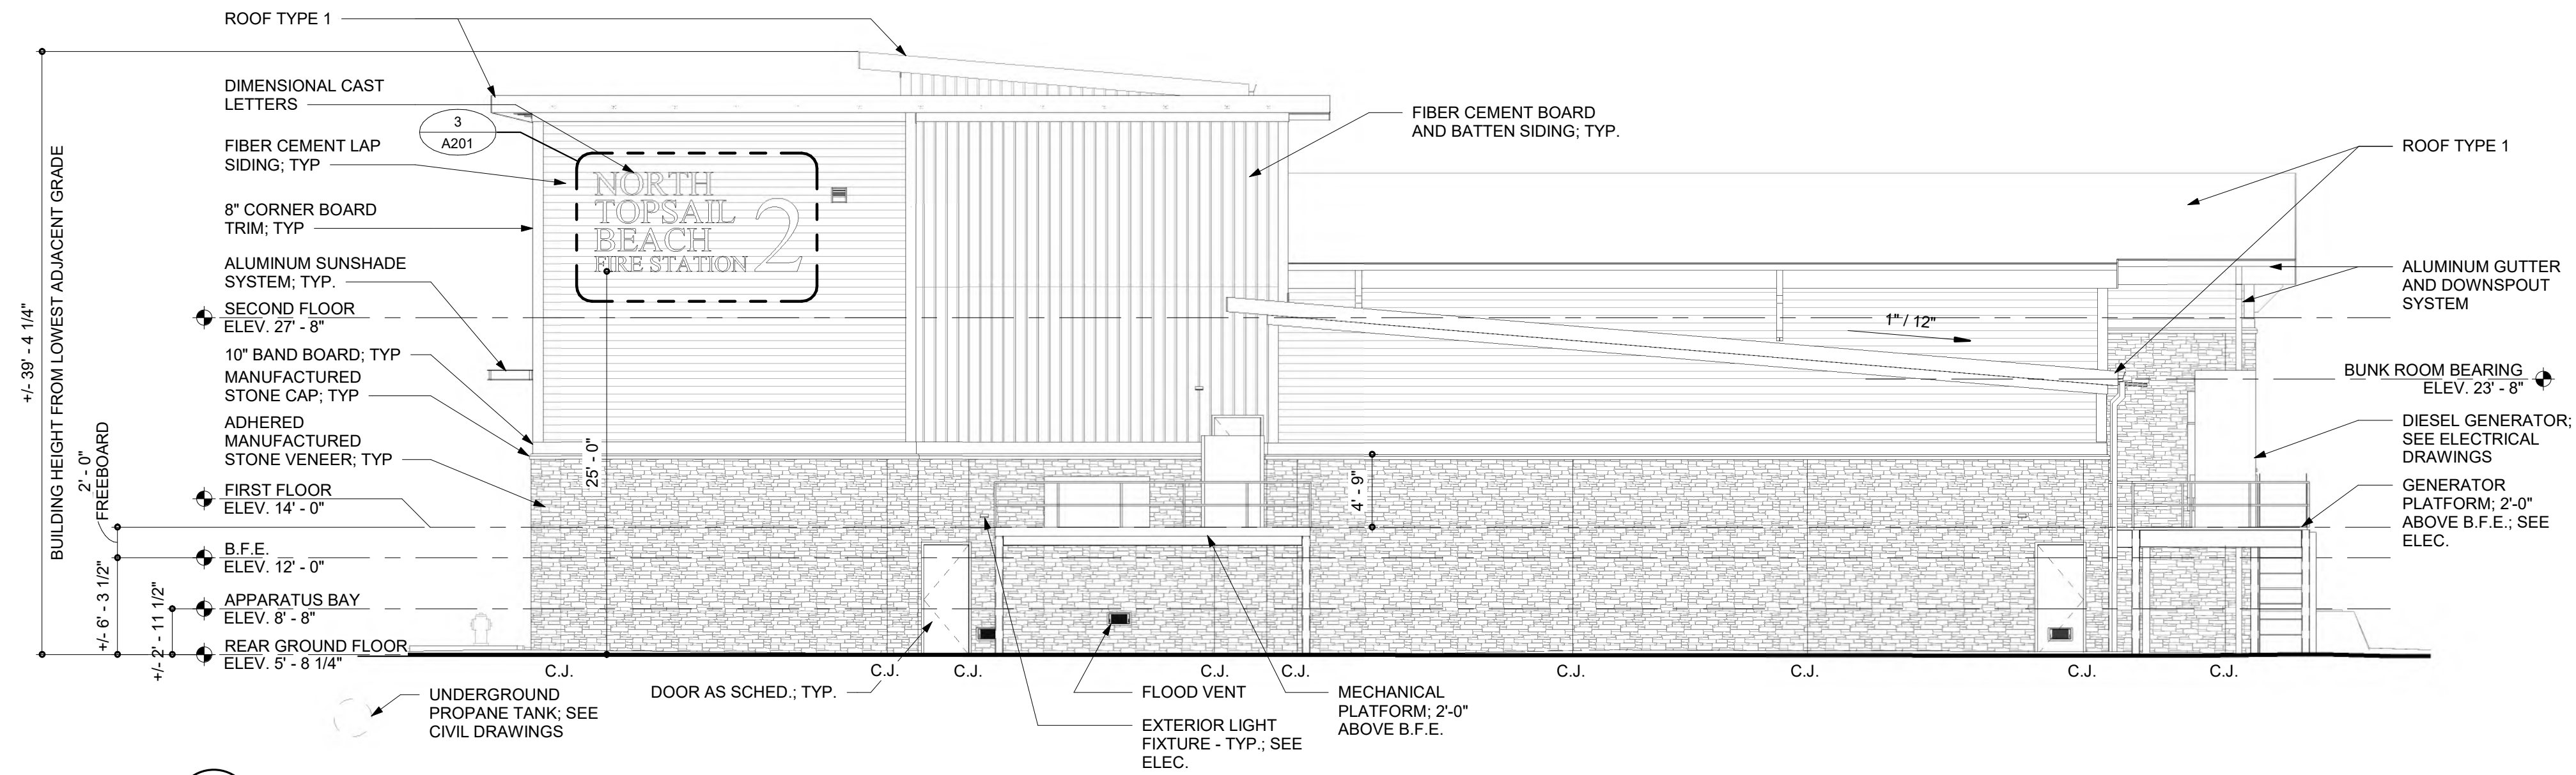 ROOF TYPE 1
DIMENSIONAL CAST
LETTERS
3
A201
FIBER CEMENT LAP
SIDING; TYP
8" CORNER BOARD
TRIM; TYP
ALUMINUM SUNSHADE
SYSTEM; TYP.
SECOND FLOOR
ELEV. 27' - 8"
10" BAND BOARD; TYP
MANUFACTURED
STONE CAP; TYP
ADHERED
MANUFACTURED
STONE VENEER; TYP
FIRST FLOOR
ELEV. 14' - 0"
B.F.E.
ELEV. 12' - 0"
APPARATUS BAY
ELEV. 8' - 8"
REAR GROUND FLOOR
ELEV. 5' - 8 1/4"
+/- 39' - 4 1/4"
BUILDING HEIGHT FROM LOWEST ADJACENT GRADE
2' - 0"
FREEBOARD
+/- 6' - 3 1/2"
+/- 2' - 11 1/2"
NORTH
TOPSAIL
BEACH
FIRE STATION
2
25' - 0"
FIBER CEMENT BOARD
AND BATTEN SIDING; TYP.
4' - 9"
1" / 12"
ROOF TYPE 1
ALUMINUM GUTTER
AND DOWNSPOUT
SYSTEM
BUNK ROOM BEARING
ELEV. 23' - 8"
DIESEL GENERATOR;
SEE ELECTRICAL
DRAWINGS
GENERATOR
PLATFORM; 2'-0"
ABOVE B.F.E.; SEE
ELEC.
C.J.
C.J.
C.J.
C.J.
C.J.
C.J.
C.J.
C.J.
C.J.
UNDERGROUND
PROPANE TANK; SEE
CIVIL DRAWINGS
DOOR AS SCHED.; TYP.
FLOOD VENT
EXTERIOR LIGHT
FIXTURE - TYP.; SEE
ELEC.
MECHANICAL
PLATFORM; 2'-0"
ABOVE B.F.E.